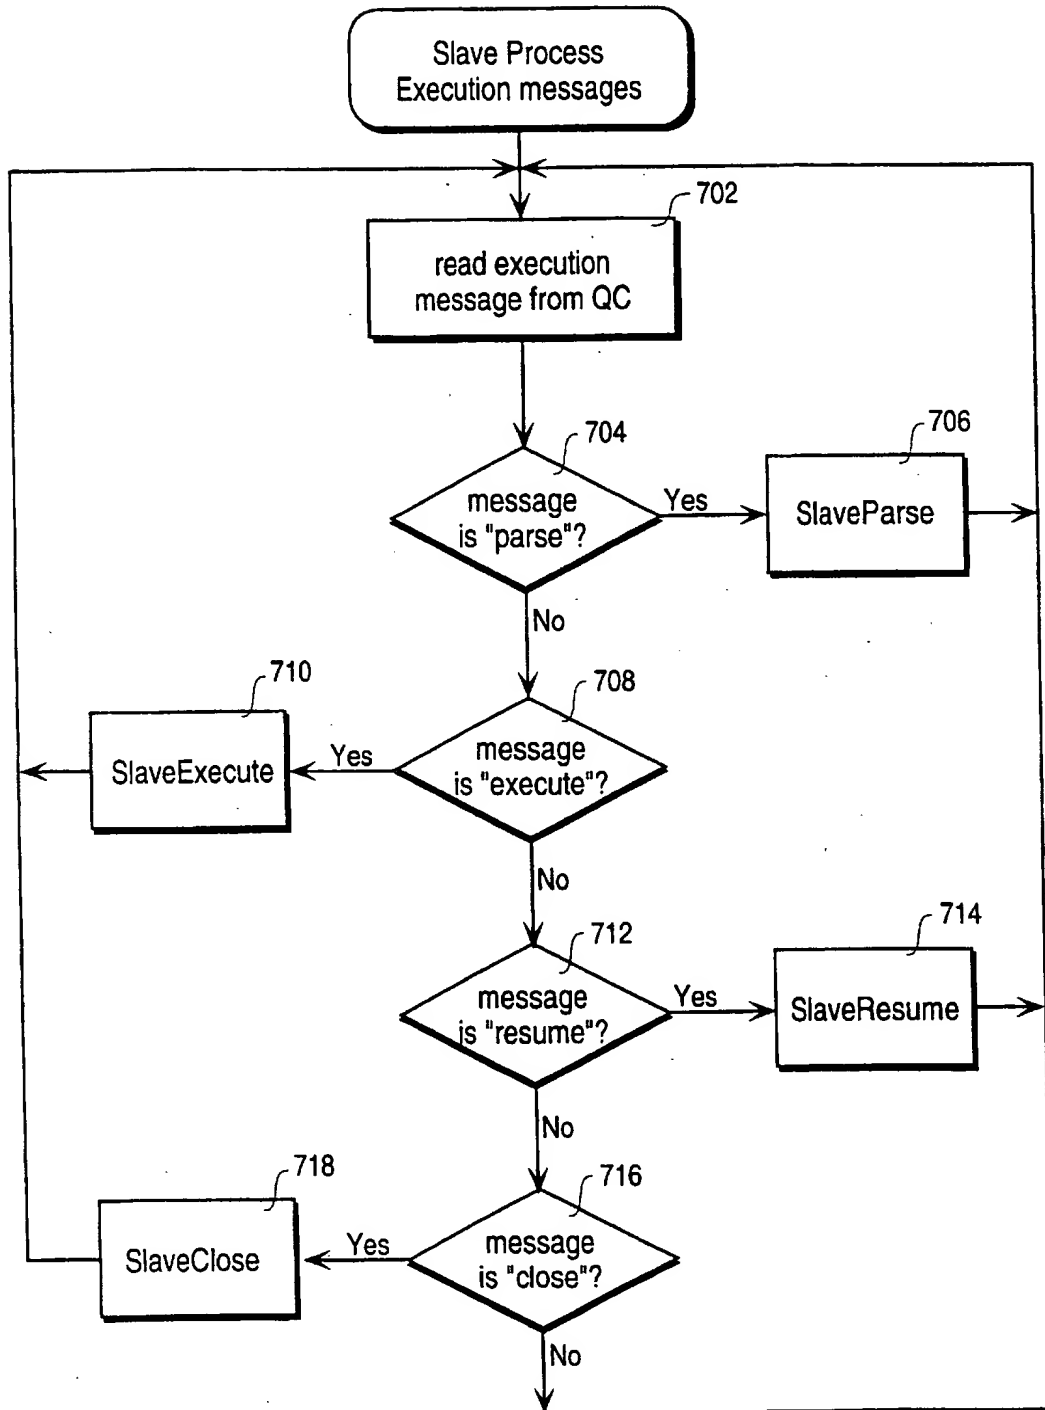 Slave Process
Execution messages
702
read execution
message from QC
704
706
message
is "parse"?
Yes
SlaveParse
No
710
708
SlaveExecute
Yes
message
is "execute"?
No
712
714
message
is "resume"?
Yes
SlaveResume
No
718
716
SlaveClose
Yes
message
is "close"?
No